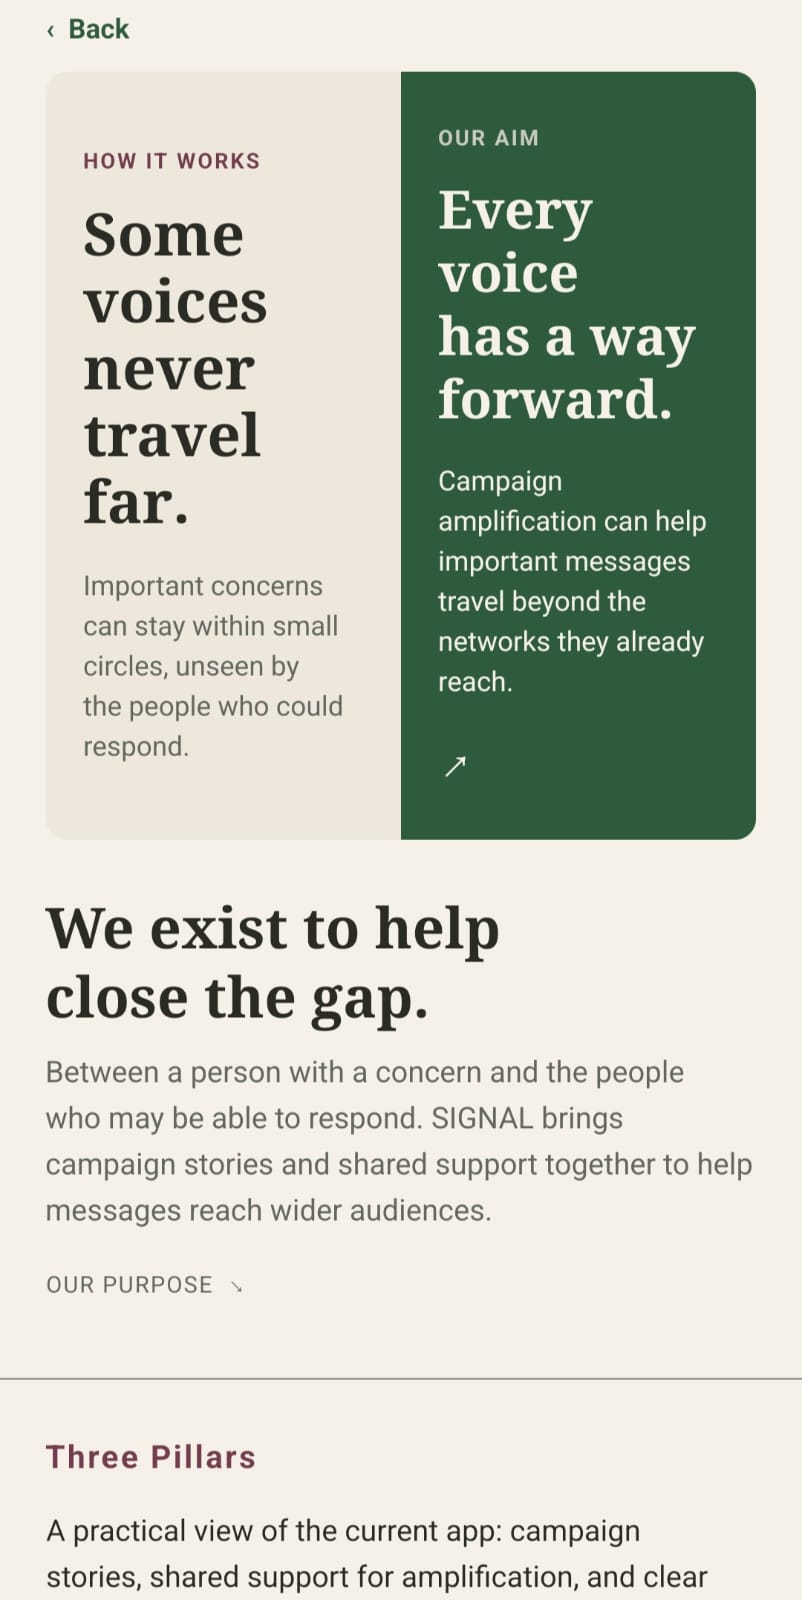 ‹ Back
HOW IT WORKS
Some
voices
never
travel
far.
Important concerns
can stay within small
circles, unseen by
the people who could
respond.
OUR AIM
Every
voice
has a way
forward.
Campaign
amplification can help
important messages
travel beyond the
networks they already
reach.
↗
We exist to help
close the gap.
Between a person with a concern and the people
who may be able to respond. SIGNAL brings
campaign stories and shared support together to help
messages reach wider audiences.
OUR PURPOSE ↘
Three Pillars
A practical view of the current app: campaign
stories, shared support for amplification, and clear